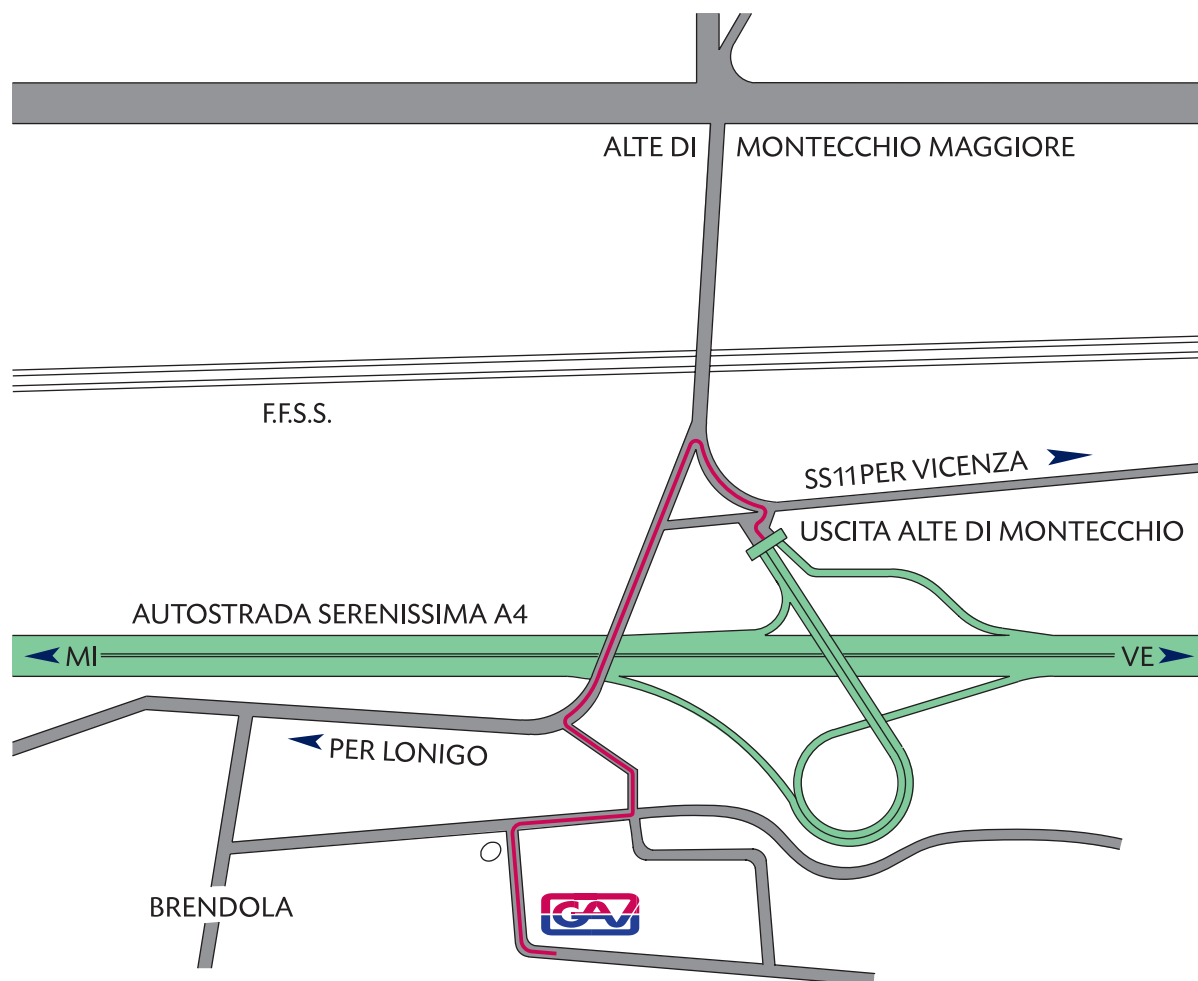 ALTE DI MONTECCHIO MAGGIORE
F.F.S.S.
SS11PER VICENZA
USCITA ALTE DI MONTECCHIO
AUTOSTRADA SERENISSIMA A4
MI
VE
PER LONIGO
BRENDOLA
GAV